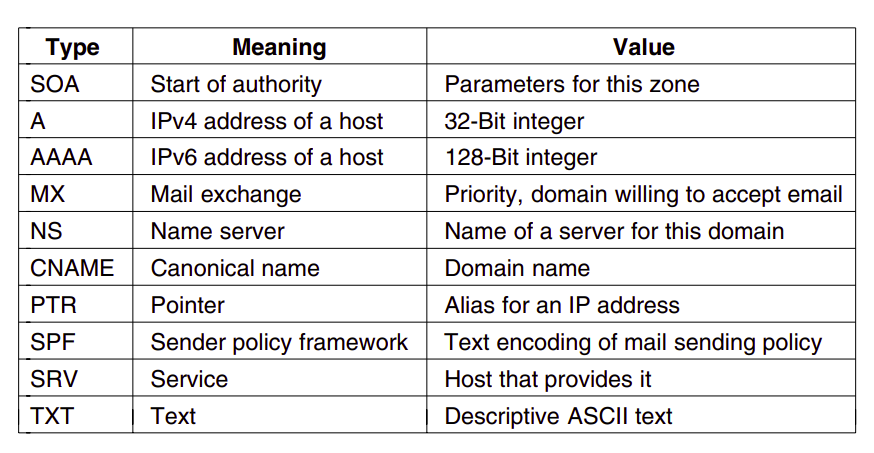 Type Meaning Value
SOA Start of authority Parameters for this zone
A IPv4 address of a host 32-Bit integer
AAAA IPv6 address of a host 128-Bit integer
MX Mail exchange Priority, domain willing to accept email
NS Name server Name of a server for this domain
CNAME Canonical name Domain name
PTR Pointer Alias for an IP address
SPF Sender policy framework Text encoding of mail sending policy
SRV Service Host that provides it
TXT Text Descriptive ASCII text